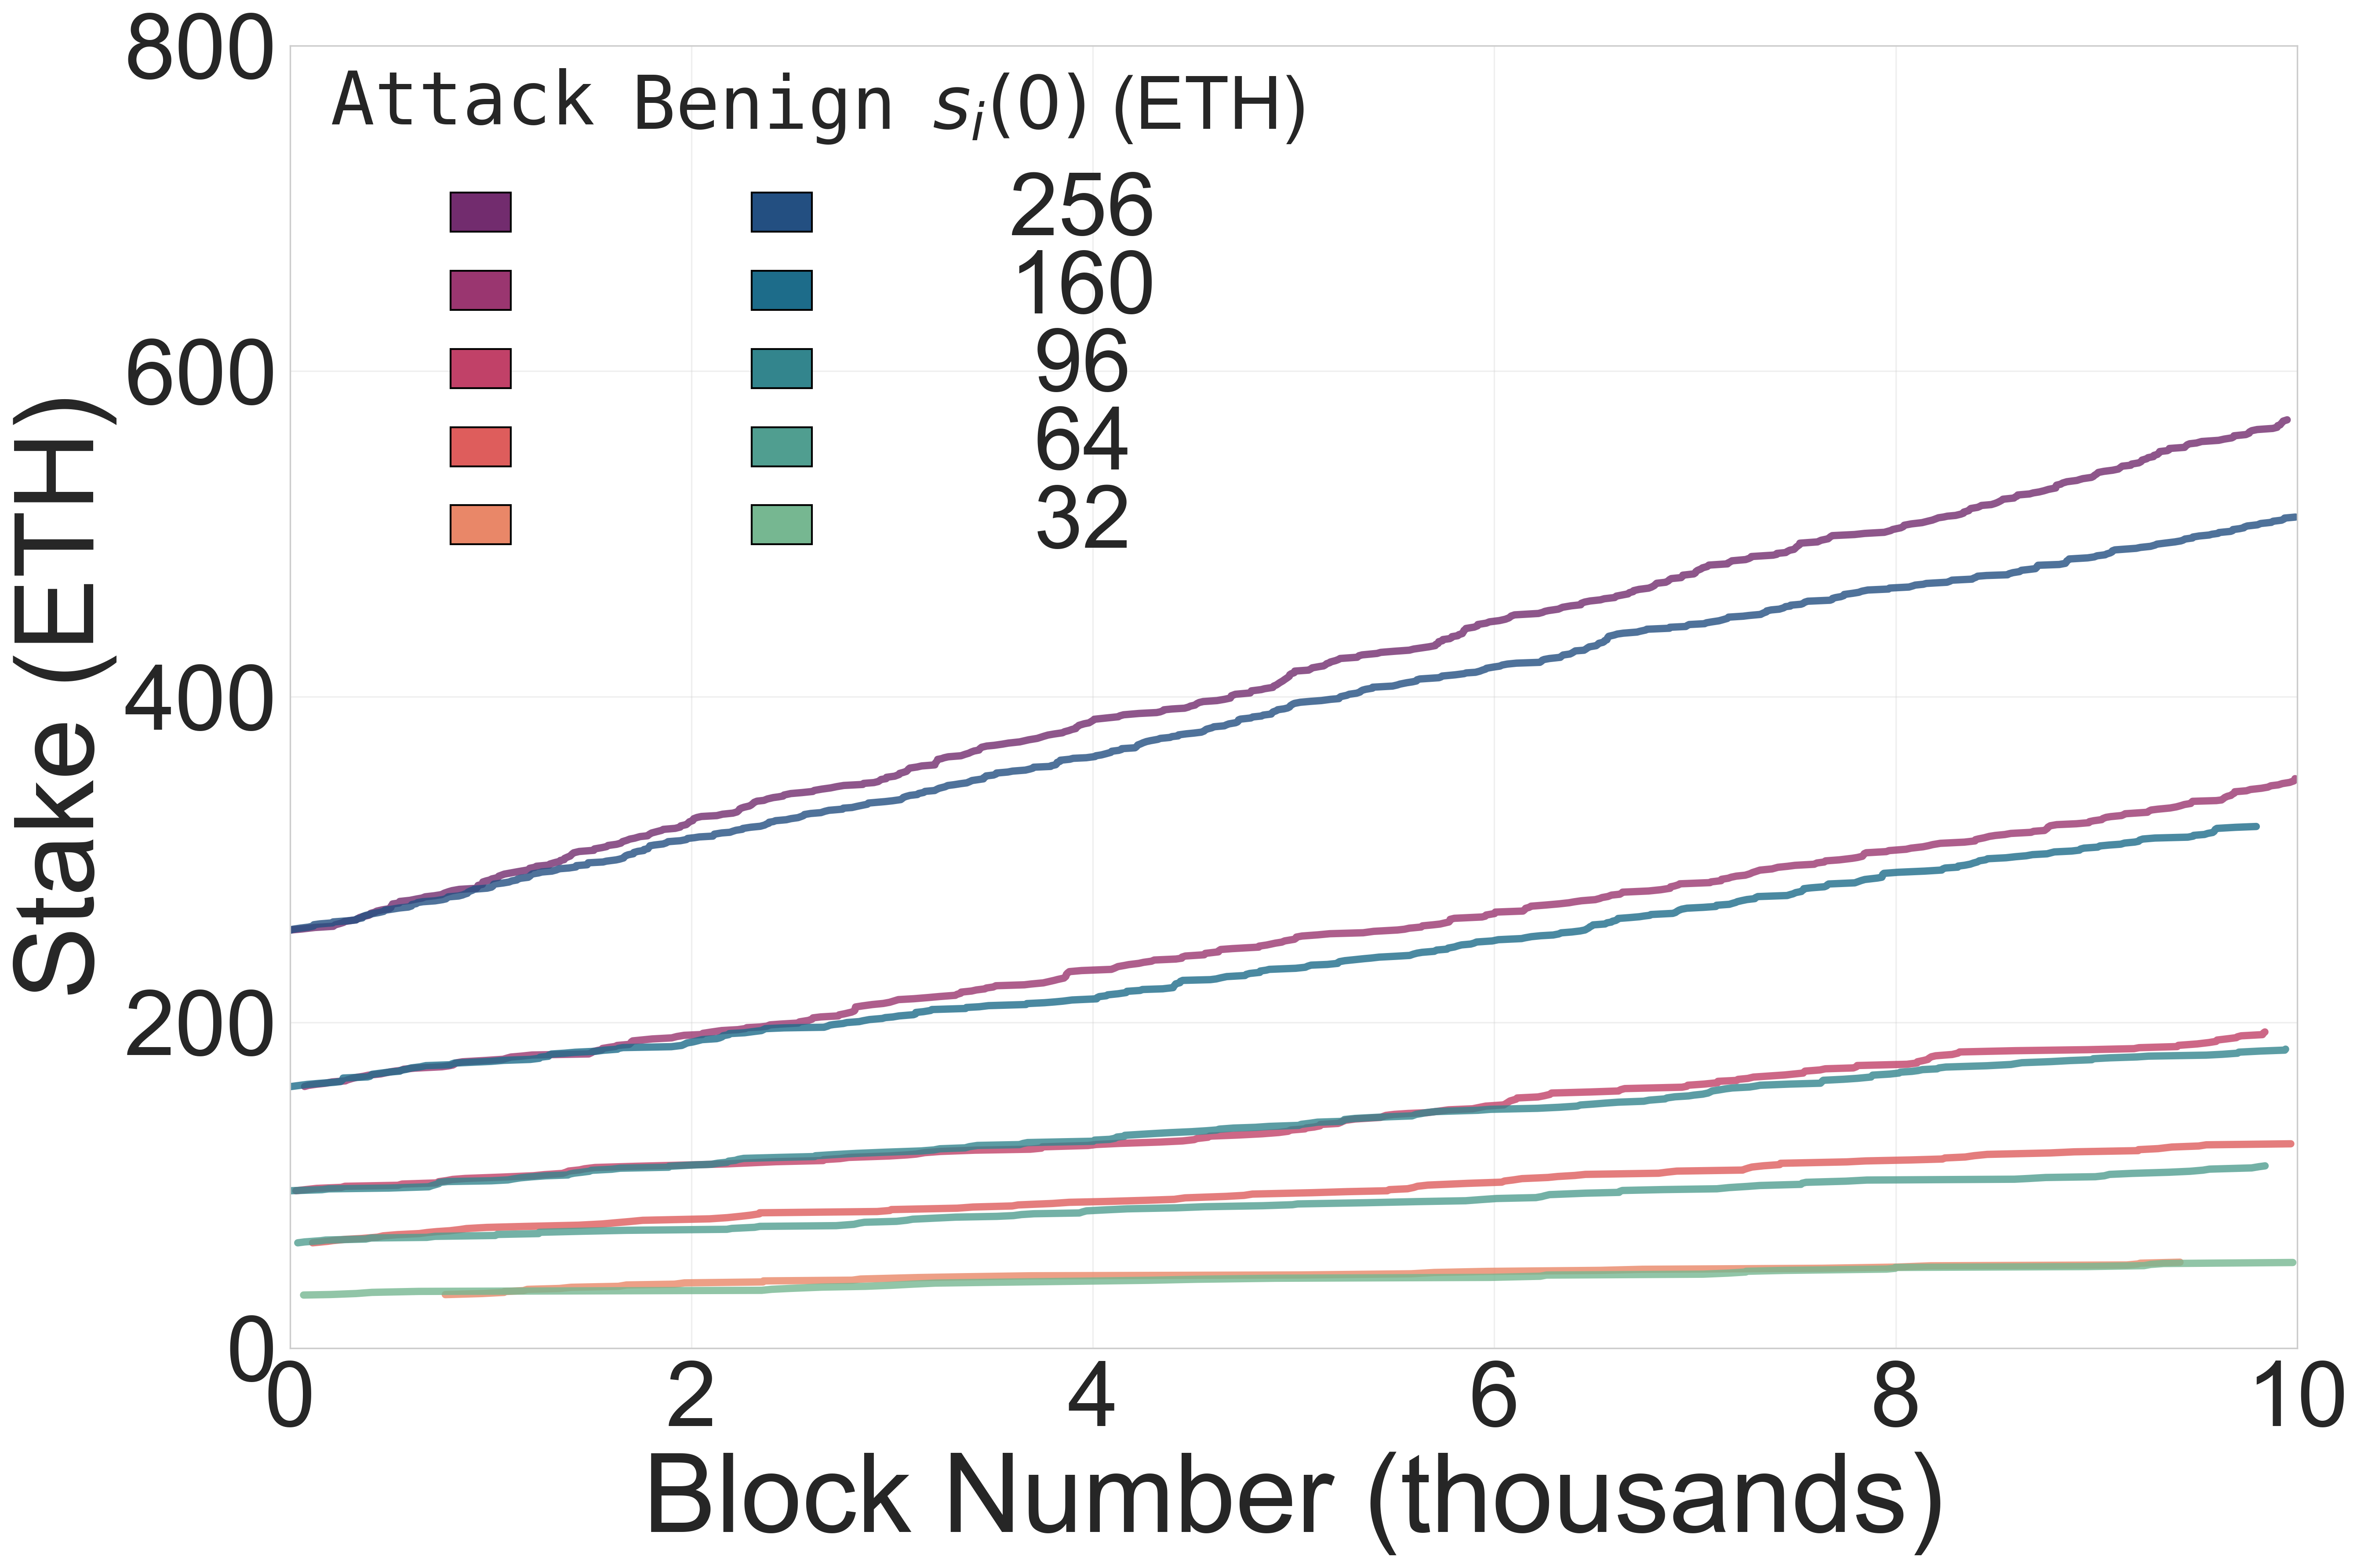 800
600
400
200
0
Stake (ETH)
Attack Benign s_i(0) (ETH)
256
160
96
64
32
0 2 4 6 8 10
Block Number (thousands)